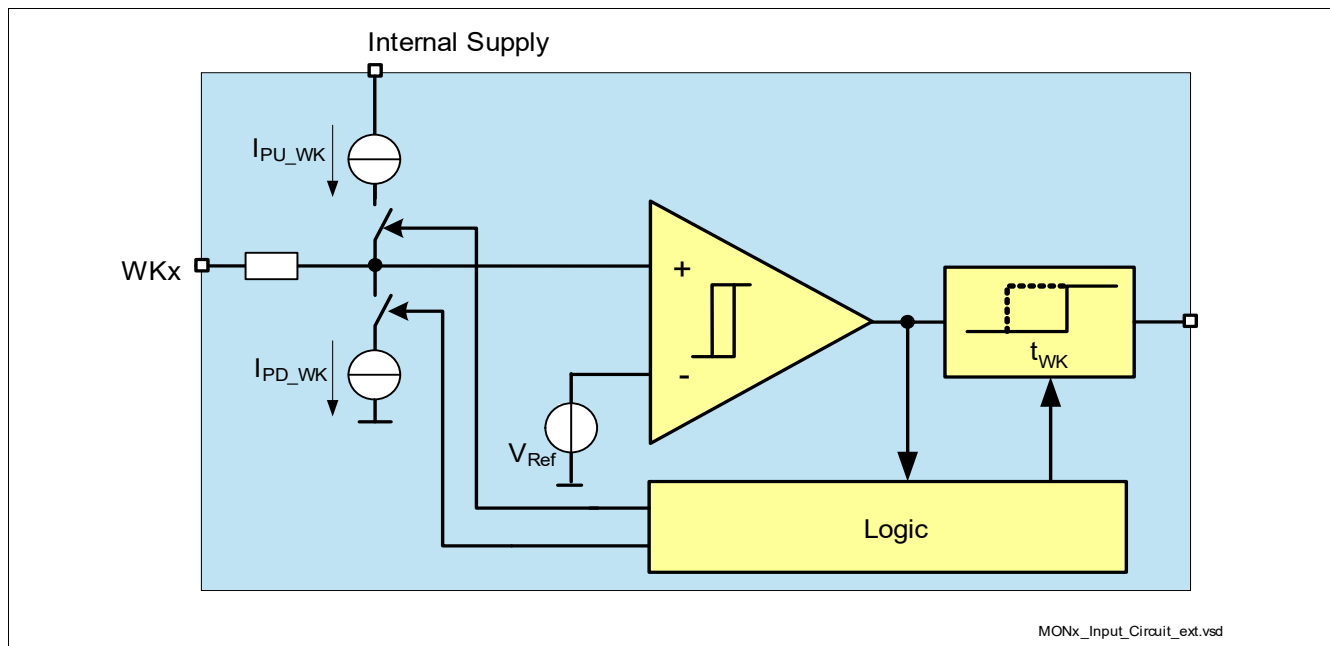 Internal Supply
IPU_WK
WKx
+
-
tWK
IPD_WK
VRef
Logic
MONx_Input_Circuit_ext.vsd